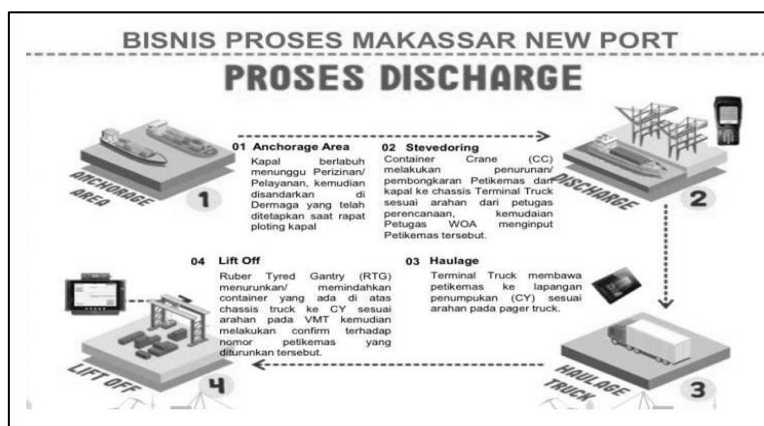 BISNIS PROSES MAKASSAR NEW PORT
PROSES DISCHARGE
01 Anchorage Area
Kapal berlabuh
menunggu Perizinan/
Pelayanan, kemudian
disandarkan di
Dermaga yang telah
ditetapkan saat rapat
ploting kapal
ANCHORAGE
AREA
1
02 Stevedoring
Container Crane (CC)
melakukan penurunan/
pembongkaran Petikemas dari
kapal ke chassis Terminal Truck
sesuai arahan dari petugas
perencanaan, kemudaian
Petugas WOA menginput
Petikemas tersebut.
DISCHARGE
2
03 Haulage
Terminal Truck membawa
petikemas ke lapangan
penumpukan (CY) sesuai
arahan pada pager truck.
HAULAGE
TRUCK
3
04 Lift Off
Ruber Tyred Gantry (RTG)
menurunkan/ memindahkan
container yang ada di atas
chassis truck ke CY sesuai
arahan pada VMT kemudian
melakukan confirm terhadap
nomor petikemas yang
diturunkan tersebut.
LIFT OFF
4